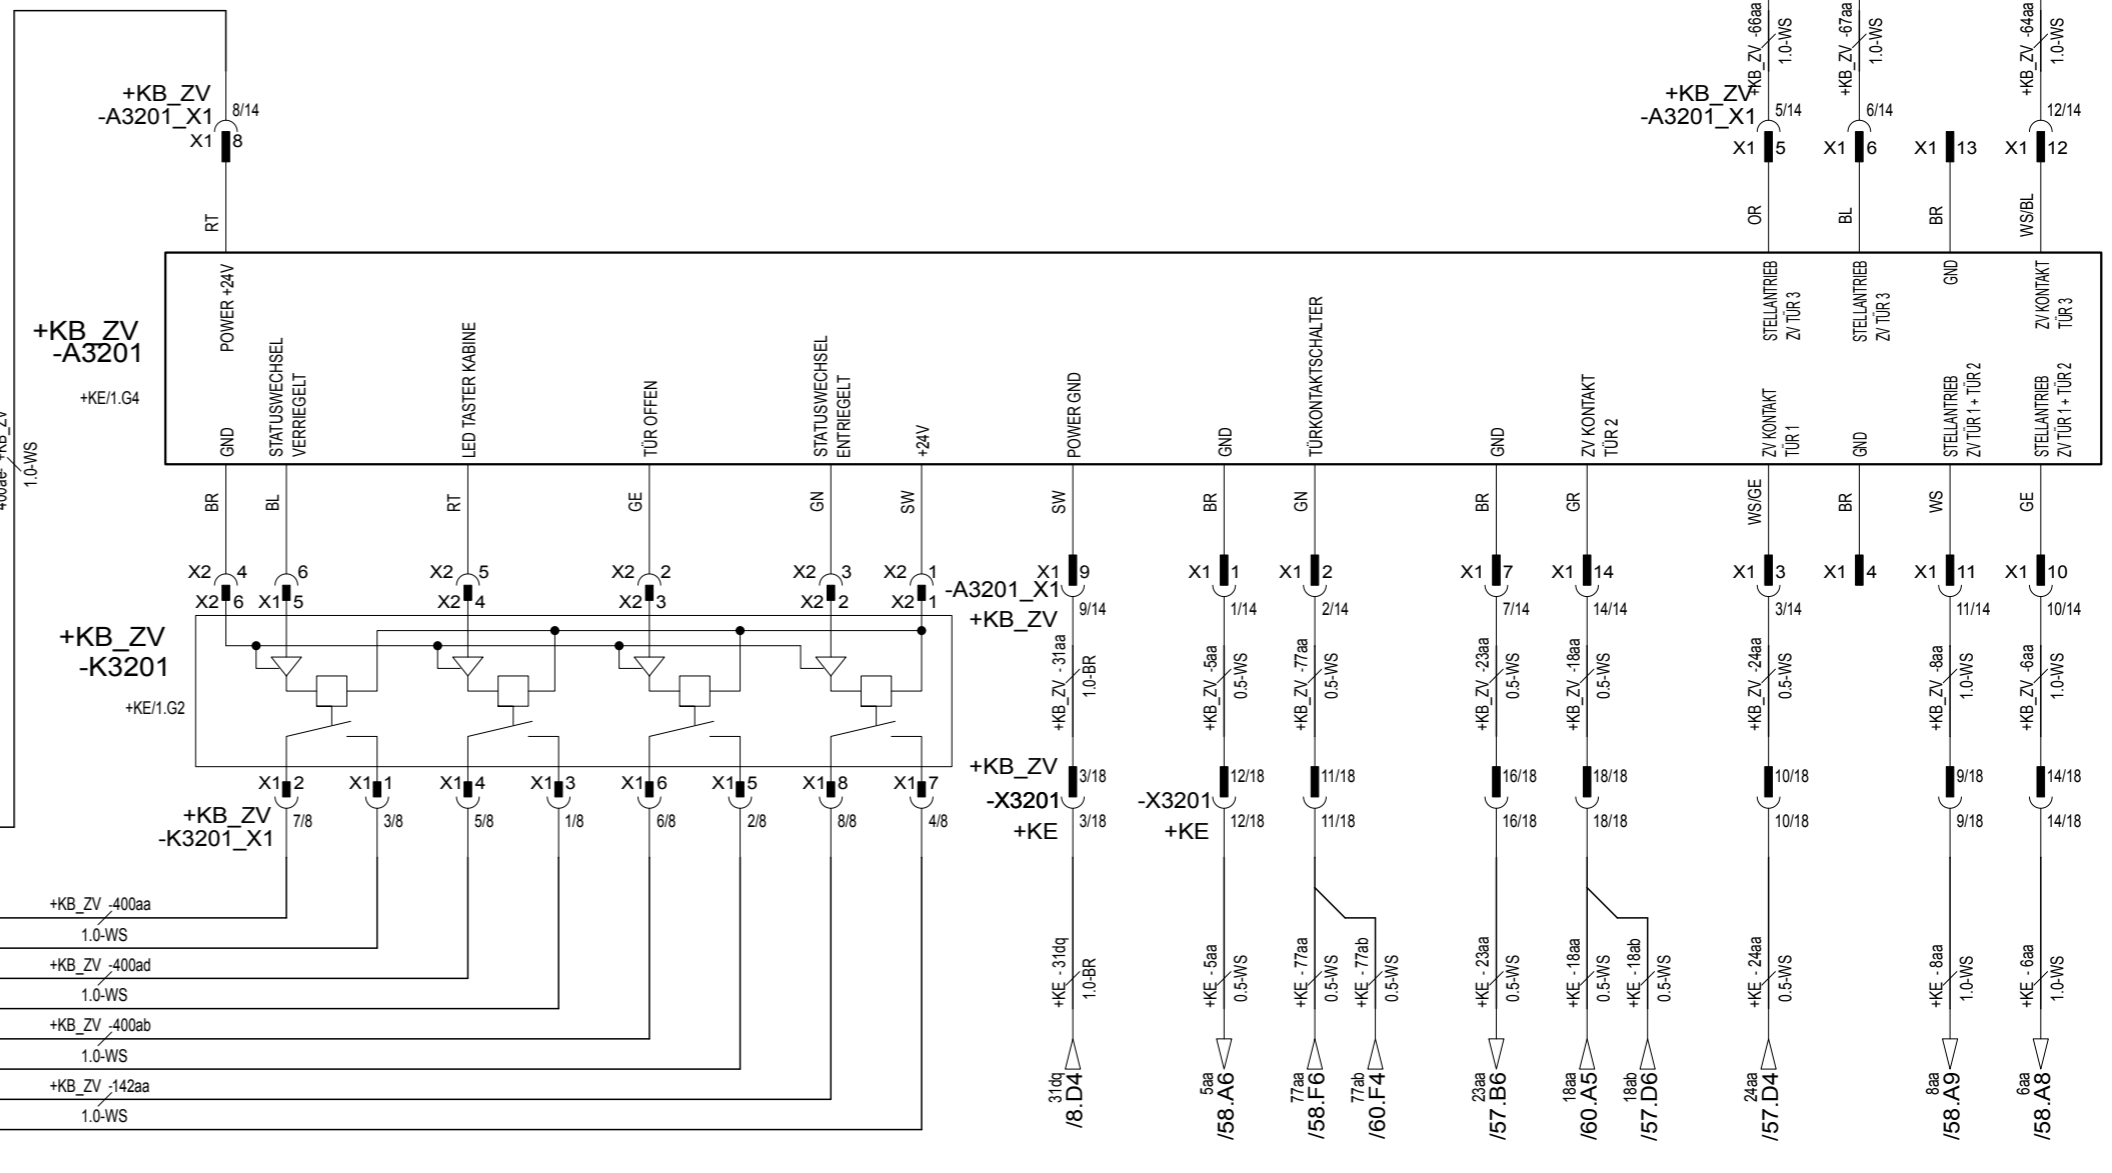 +KB_ZV
-A3201_X1
8/14
X1 8
RT
+KB_ZV -66aa
1.0-WS
+KB_ZV -67aa
1.0-WS
+KB_ZV -64aa
1.0-WS
+KB_ZV
-A3201_X1
5/14
6/14
12/14
X1 5
X1 6
X1 13
X1 12
OR
BL
BR
WS/BL
+KB_ZV
-A3201
+KE/1.G4
POWER +24V
STELLANTRIEB
ZV TÜR 3
STELLANTRIEB
ZV TÜR 3
GND
ZV KONTAKT
TÜR 3
GND
STATUSWECHSEL
VERRIEGELT
LED TASTER KABINE
TÜR OFFEN
STATUSWECHSEL
ENTRIEGELT
+24V
POWER GND
GND
TÜRKONTAKTSCHALTER
GND
ZV KONTAKT
TÜR 2
ZV KONTAKT
TÜR 1
GND
STELLANTRIEB
ZV TÜR 1 + TÜR 2
STELLANTRIEB
ZV TÜR 1 + TÜR 2
400ae- +KB_ZV
1.0-WS
BR
BL
RT
GE
GN
SW
SW
BR
GN
BR
GR
WS/GE
BR
WS
GE
X2 4
6
X2 5
X2 2
X2 3
X2 1
X2 6
X1 5
X2 4
X2 3
X2 2
X2 1
X1 9
X1 1
X1 2
X1 7
X1 14
X1 3
X1 4
X1 11
X1 10
-A3201_X1
+KB_ZV
9/14
1/14
2/14
7/14
14/14
3/14
11/14
10/14
+KB_ZV
-K3201
+KE/1.G2
+KB_ZV - 31aa
1.0-BR
+KB_ZV -5aa
0.5-WS
+KB_ZV -77aa
0.5-WS
+KB_ZV -23aa
0.5-WS
+KB_ZV -18aa
0.5-WS
+KB_ZV -24aa
0.5-WS
+KB_ZV -8aa
1.0-WS
+KB_ZV -6aa
1.0-WS
X1 2
X1 1
X1 4
X1 3
X1 6
X1 5
X1 8
X1 7
+KB_ZV
-K3201_X1
7/8
3/8
5/8
1/8
6/8
2/8
8/8
4/8
+KB_ZV
-X3201
+KE
3/18
3/18
-X3201
+KE
12/18
12/18
11/18
11/18
16/18
16/18
18/18
18/18
10/18
10/18
9/18
9/18
14/18
14/18
+KB_ZV -400aa
1.0-WS
+KB_ZV -400ad
1.0-WS
+KB_ZV -400ab
1.0-WS
+KB_ZV -142aa
1.0-WS
+KE - 31dq
1.0-BR
+KE - 5aa
0.5-WS
+KE - 77aa
0.5-WS
+KE - 77ab
0.5-WS
+KE - 23aa
0.5-WS
+KE - 18aa
0.5-WS
+KE - 18ab
0.5-WS
+KE - 24aa
0.5-WS
+KE - 8aa
1.0-WS
+KE - 6aa
1.0-WS
31dq
/8.D4
5aa
/58.A6
77aa
/58.F6
77ab
/60.F4
23aa
/57.B6
18aa
/60.A5
18ab
/57.D6
24aa
/57.D4
8aa
/58.A9
6aa
/58.A8